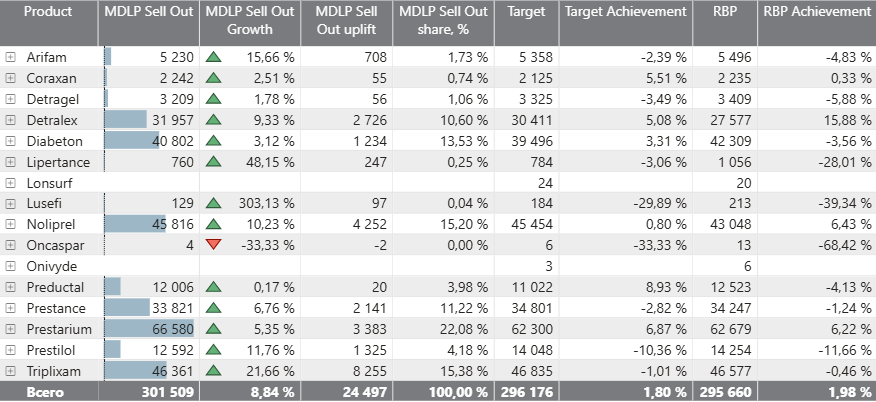 Product MDLP Sell Out MDLP Sell Out Growth MDLP Sell Out uplift MDLP Sell Out share, % Target Target Achievement RBP RBP Achievement
Arifam 5 230 15,66 % 708 1,73 % 5 358 -2,39 % 5 496 -4,83 %
Coraxan 2 242 2,51 % 55 0,74 % 2 125 5,51 % 2 235 0,33 %
Detragel 3 209 1,78 % 56 1,06 % 3 325 -3,49 % 3 409 -5,88 %
Detralex 31 957 9,33 % 2 726 10,60 % 30 411 5,08 % 27 577 15,88 %
Diabeton 40 802 3,12 % 1 234 13,53 % 39 496 3,31 % 42 309 -3,56 %
Lipertance 760 48,15 % 247 0,25 % 784 -3,06 % 1 056 -28,01 %
Lonsurf 24 20
Lusefi 129 303,13 % 97 0,04 % 184 -29,89 % 213 -39,34 %
Noliprel 45 816 10,23 % 4 252 15,20 % 45 454 0,80 % 43 048 6,43 %
Oncaspar 4 -33,33 % -2 0,00 % 6 -33,33 % 13 -68,42 %
Onivyde 3 6
Preductal 12 006 0,17 % 20 3,98 % 11 022 8,93 % 12 523 -4,13 %
Prestance 33 821 6,76 % 2 141 11,22 % 34 801 -2,82 % 34 247 -1,24 %
Prestarium 66 580 5,35 % 3 383 22,08 % 62 300 6,87 % 62 679 6,22 %
Prestilol 12 592 11,76 % 1 325 4,18 % 14 048 -10,36 % 14 254 -11,66 %
Triplixam 46 361 21,66 % 8 255 15,38 % 46 835 -1,01 % 46 577 -0,46 %
Всего 301 509 8,84 % 24 497 100,00 % 296 176 1,80 % 295 660 1,98 %